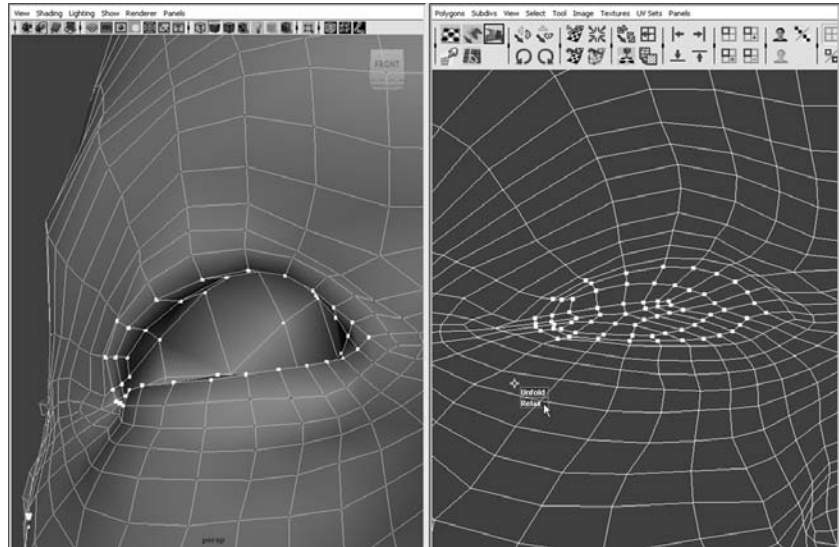 View Shading Lighting Show Renderer Panels
Polygons Subdivs View Select Tool Image Textures UV Sets Panels
FRONT
Unfold
Relax
persp